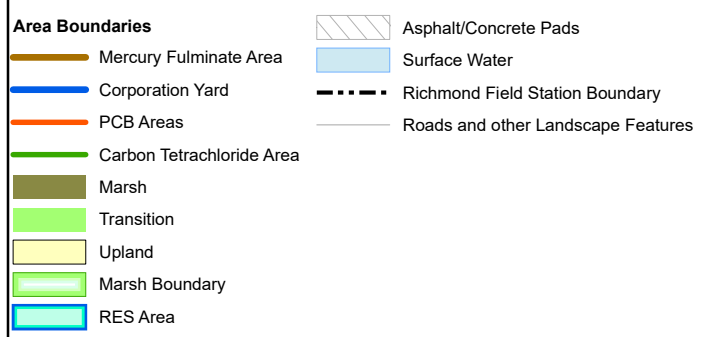 Area Boundaries
Mercury Fulminate Area
Corporation Yard
PCB Areas
Carbon Tetrachloride Area
Marsh
Transition
Upland
Marsh Boundary
RES Area
Asphalt/Concrete Pads
Surface Water
Richmond Field Station Boundary
Roads and other Landscape Features